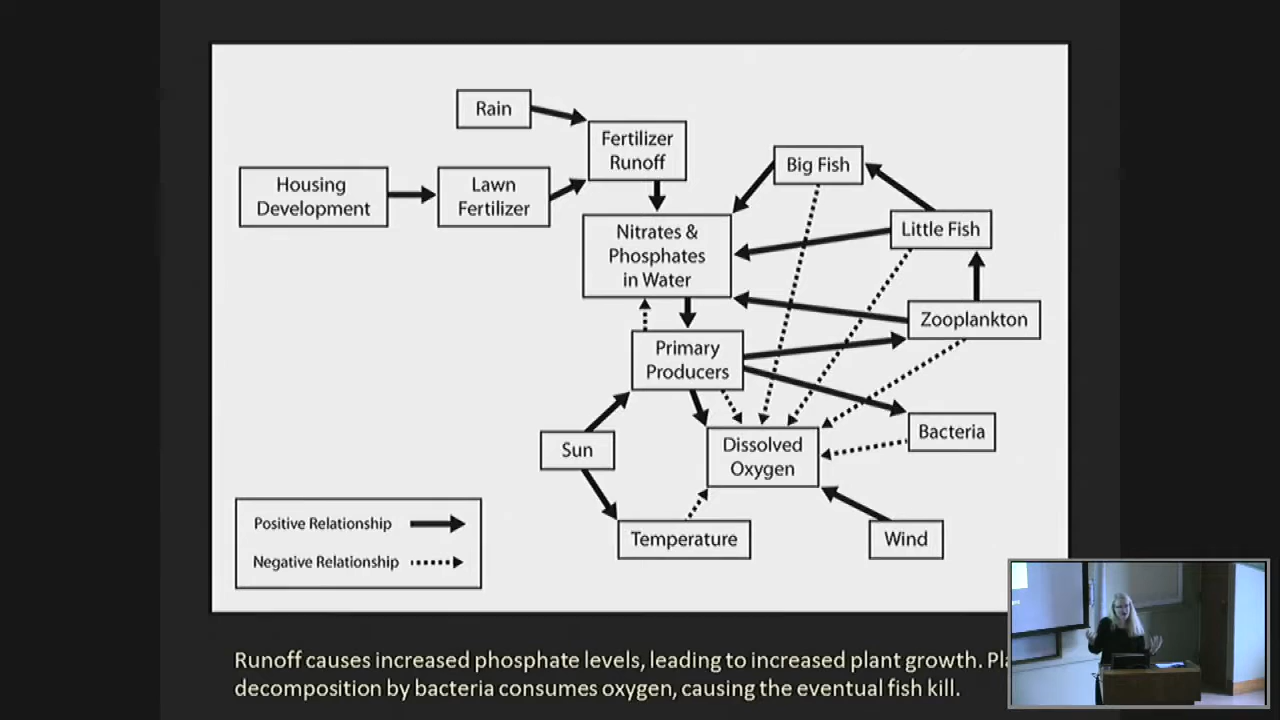 Rain
Fertilizer
Runoff
Housing
Development
Lawn
Fertilizer
Big Fish
Nitrates &
Phosphates
in Water
Little Fish
Zooplankton
Primary
Producers
Bacteria
Sun
Dissolved
Oxygen
Temperature
Wind
Positive Relationship
Negative Relationship
Runoff causes increased phosphate levels, leading to increased plant growth.
decomposition by bacteria consumes oxygen, causing the eventual fish kill.